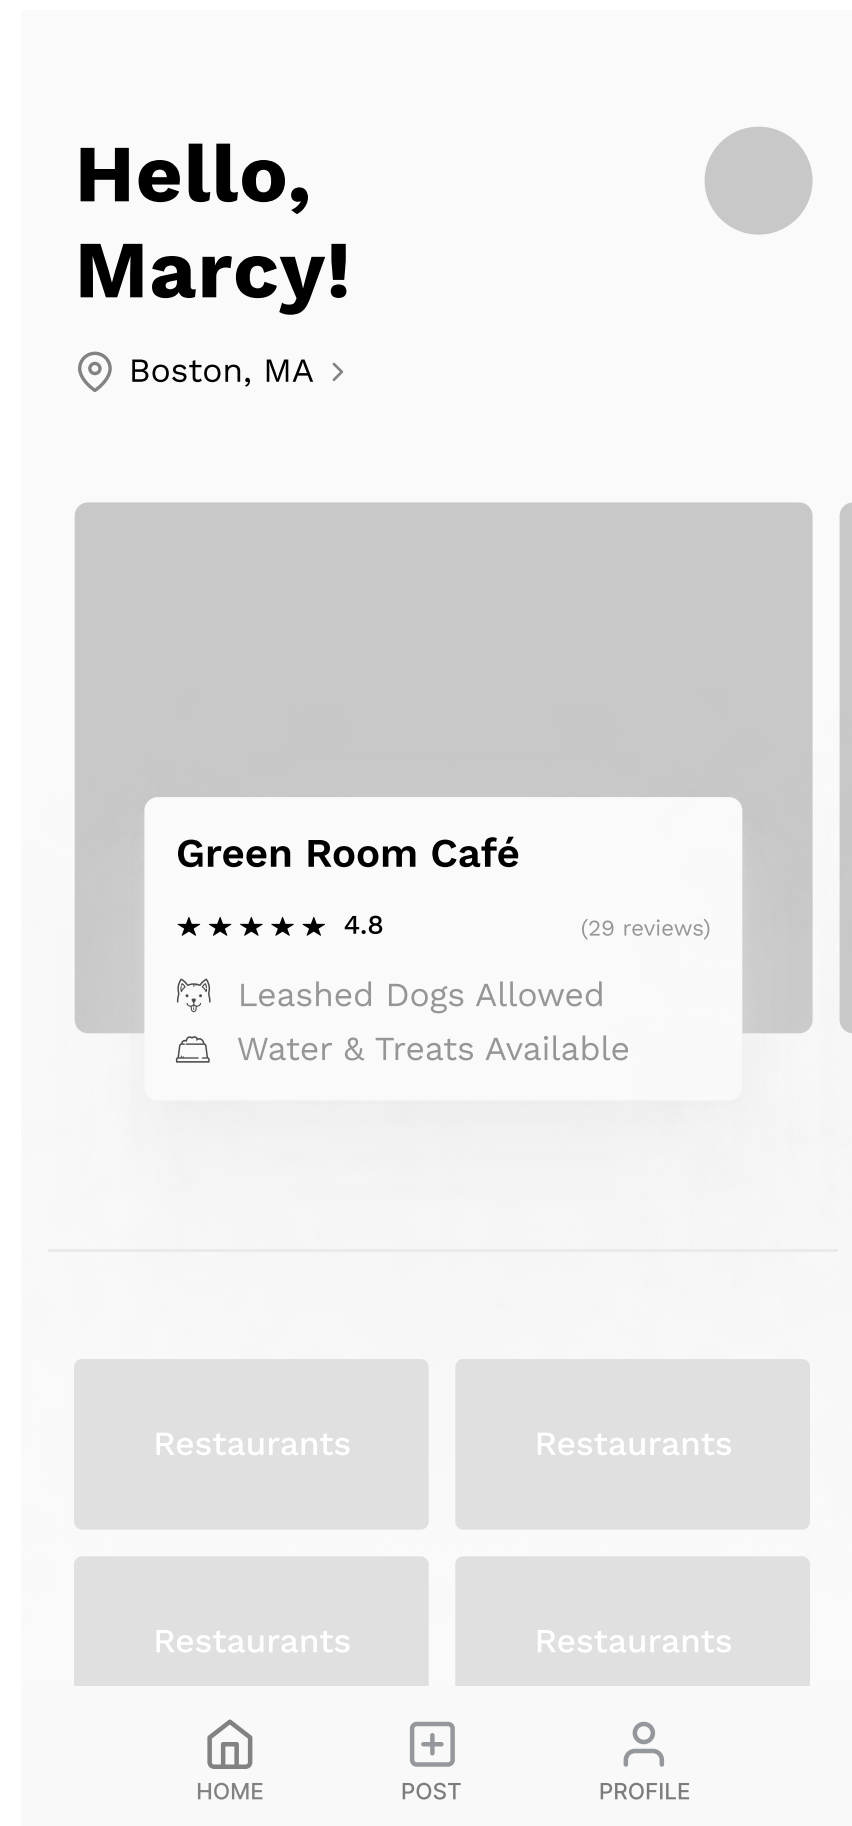 Hello,
Marcy!
Boston, MA
Green Room Café
4.8
(29 reviews)
Leashed Dogs Allowed
Water & Treats Available
Restaurants
Restaurants
Restaurants
Restaurants
HOME
POST
PROFILE